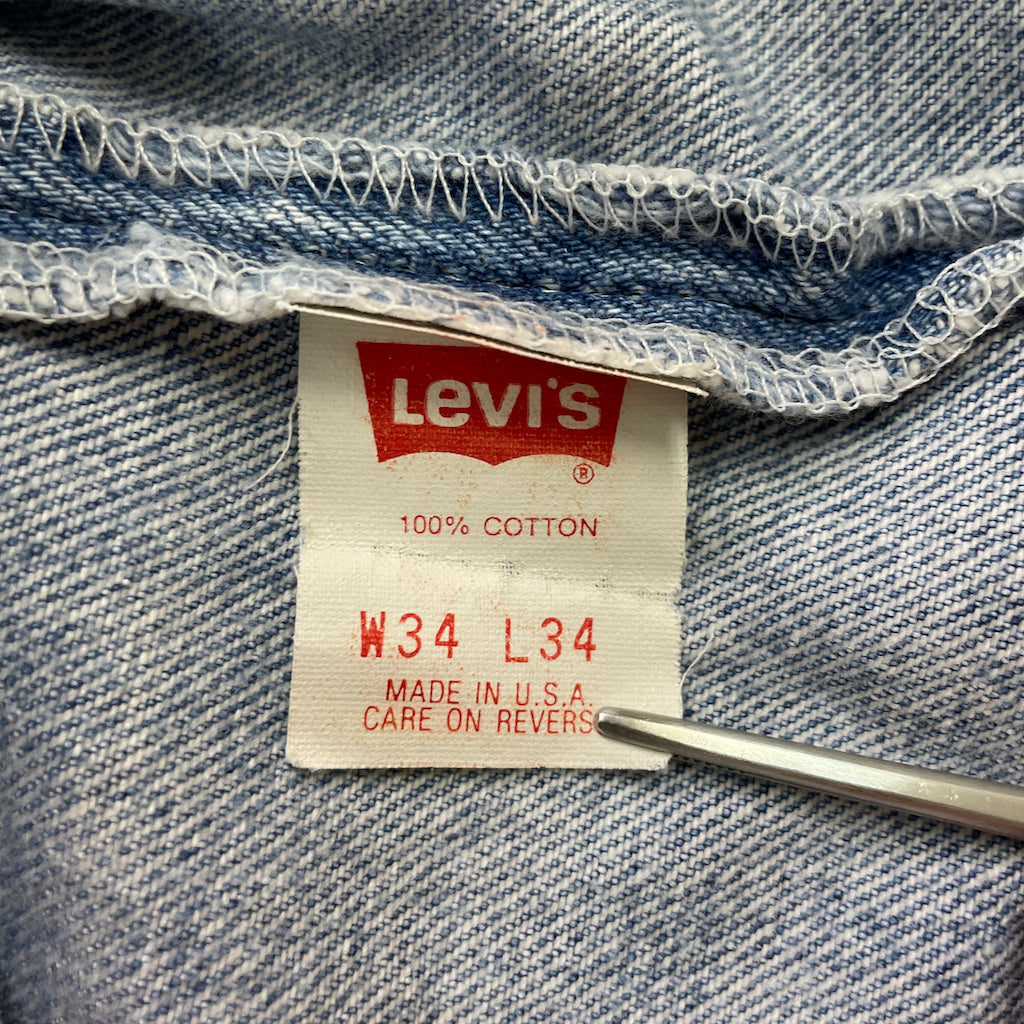 LEVI'S
®
100% COTTON
W34 L34
MADE IN U.S.A.
CARE ON REVERS